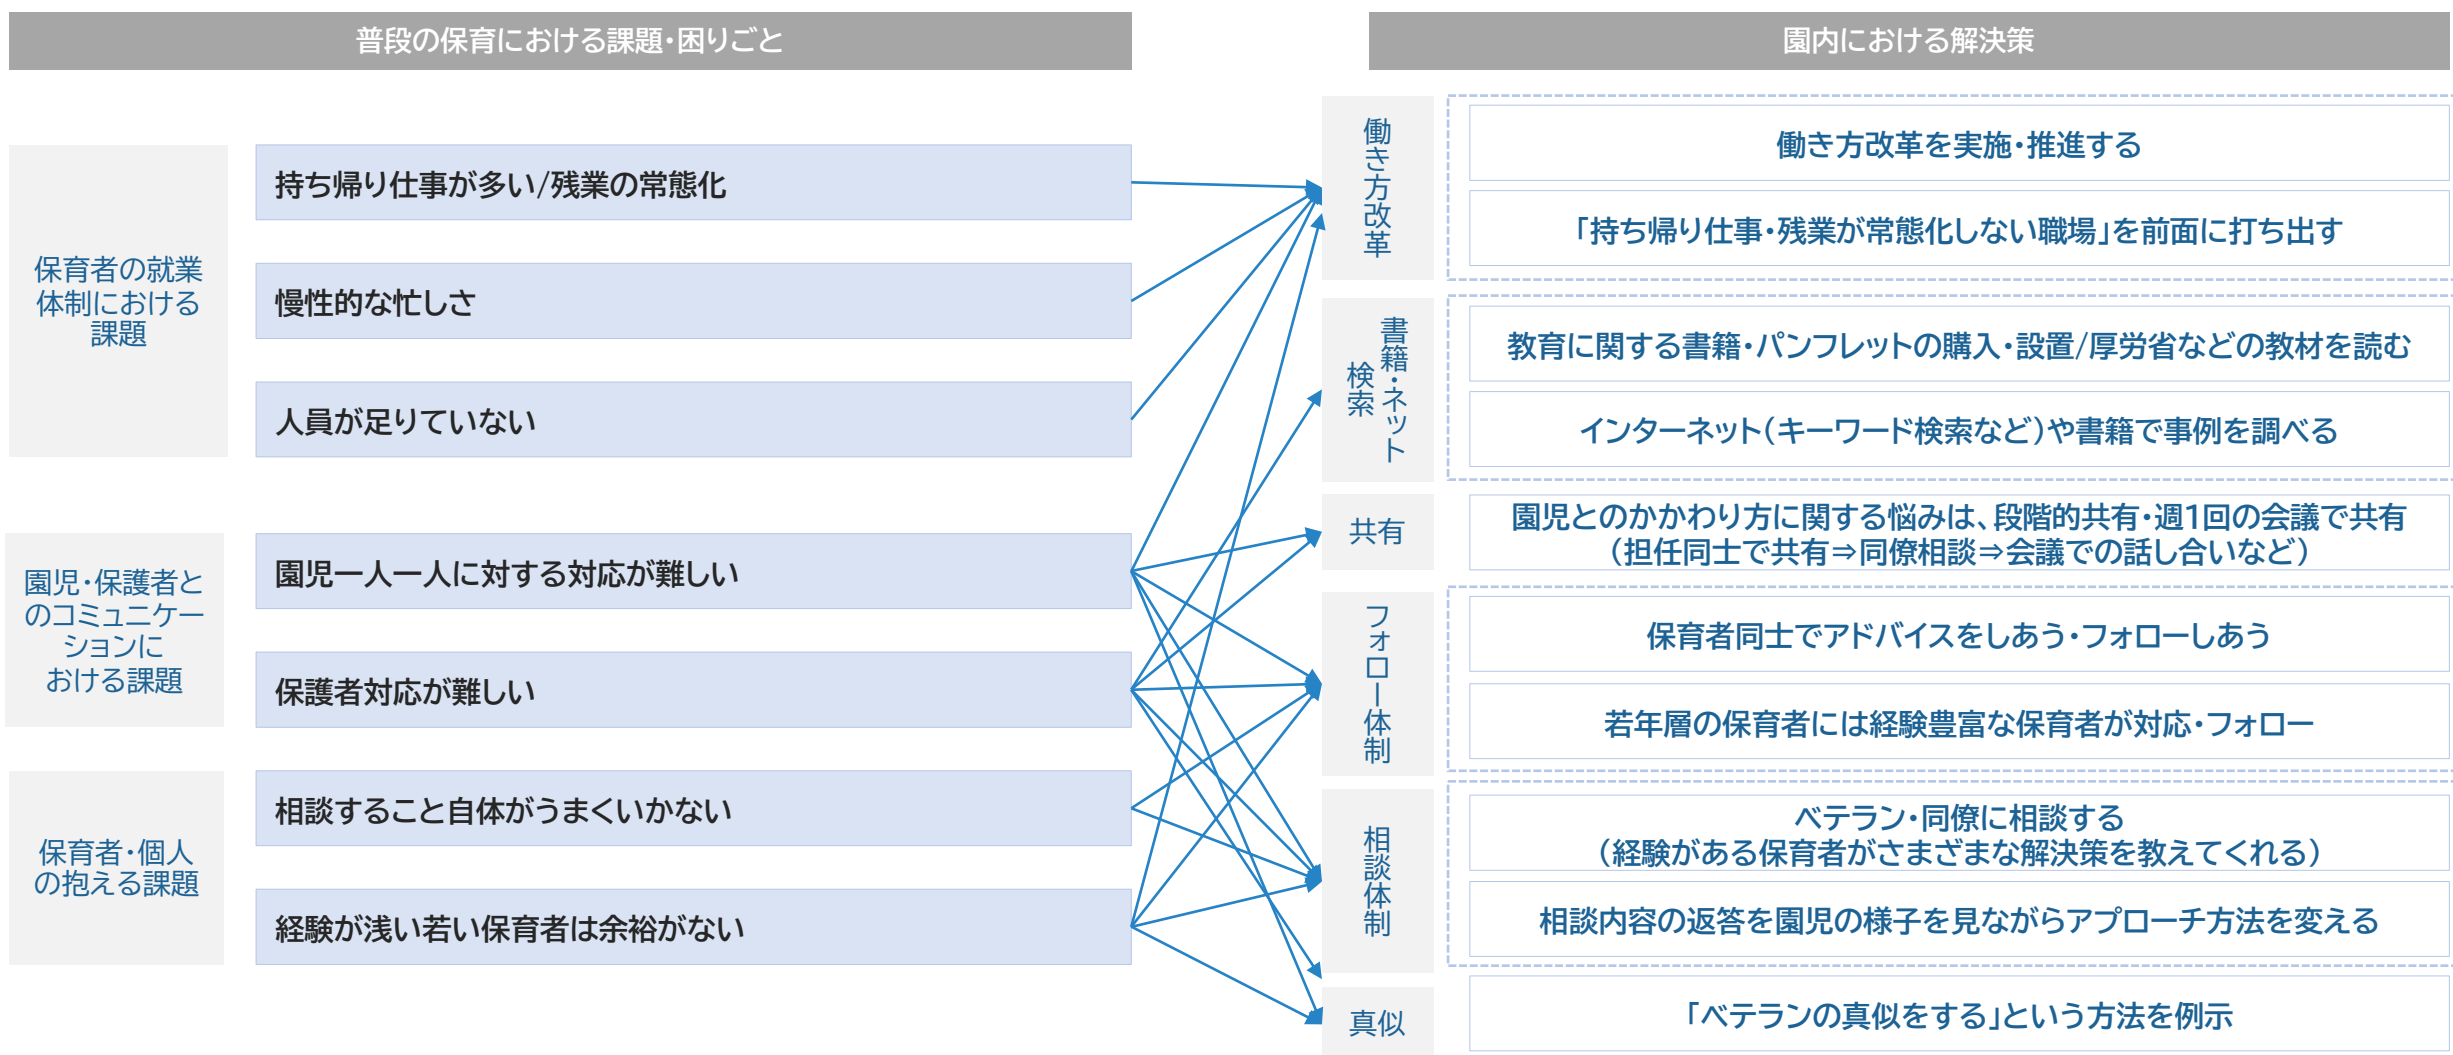 普段の保育における課題・困りごと
園内における解決策
保育者の就業
体制における
課題
持ち帰り仕事が多い/残業の常態化
慢性的な忙しさ
人員が足りていない
園児・保護者と
のコミュニケー
ションに
おける課題
園児一人一人に対する対応が難しい
保護者対応が難しい
保育者・個人
の抱える課題
相談すること自体がうまくいかない
経験が浅い若い保育者は余裕がない
働き方改革
働き方改革を実施・推進する
「持ち帰り仕事・残業が常態化しない職場」を前面に打ち出す
書籍・ネット
検索
教育に関する書籍・パンフレットの購入・設置/厚労省などの教材を読む
インターネット(キーワード検索など)や書籍で事例を調べる
共有
園児とのかかわり方に関する悩みは、段階的共有・週1回の会議で共有
(担任同士で共有⇒同僚相談⇒会議での話し合いなど)
フォロー体制
保育者同士でアドバイスをしあう・フォローしあう
若年層の保育者には経験豊富な保育者が対応・フォロー
相談体制
ベテラン・同僚に相談する
(経験がある保育者がさまざまな解決策を教えてくれる)
相談内容の返答を園児の様子を見ながらアプローチ方法を変える
真似
「ベテランの真似をする」という方法を例示